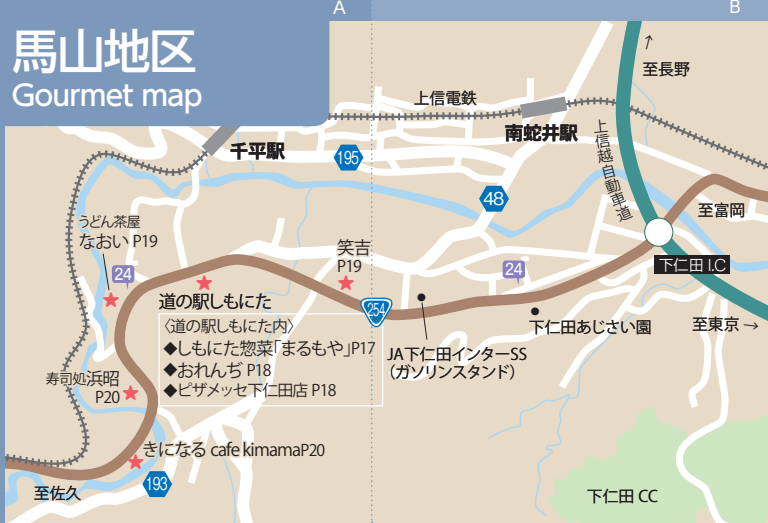 A
B
馬山地区
Gourmet map
至長野
上信電鉄
南蛇井駅
上信越自動車道
千平駅
195
48
至富岡
うどん茶屋
なおい P19
笑吉
P19
24
24
下仁田 I.C
道の駅しもにた
254
〈道の駅しもにた内〉
◆しもにた惣菜「まるもや」P17
◆おれんぢ P18
◆ピザメッセ下仁田店 P18
下仁田あじさい園
至東京→
JA下仁田インターSS
（ガソリンスタンド）
寿司処浜昭
P20
きになる cafe kimamaP20
193
至佐久
下仁田 CC